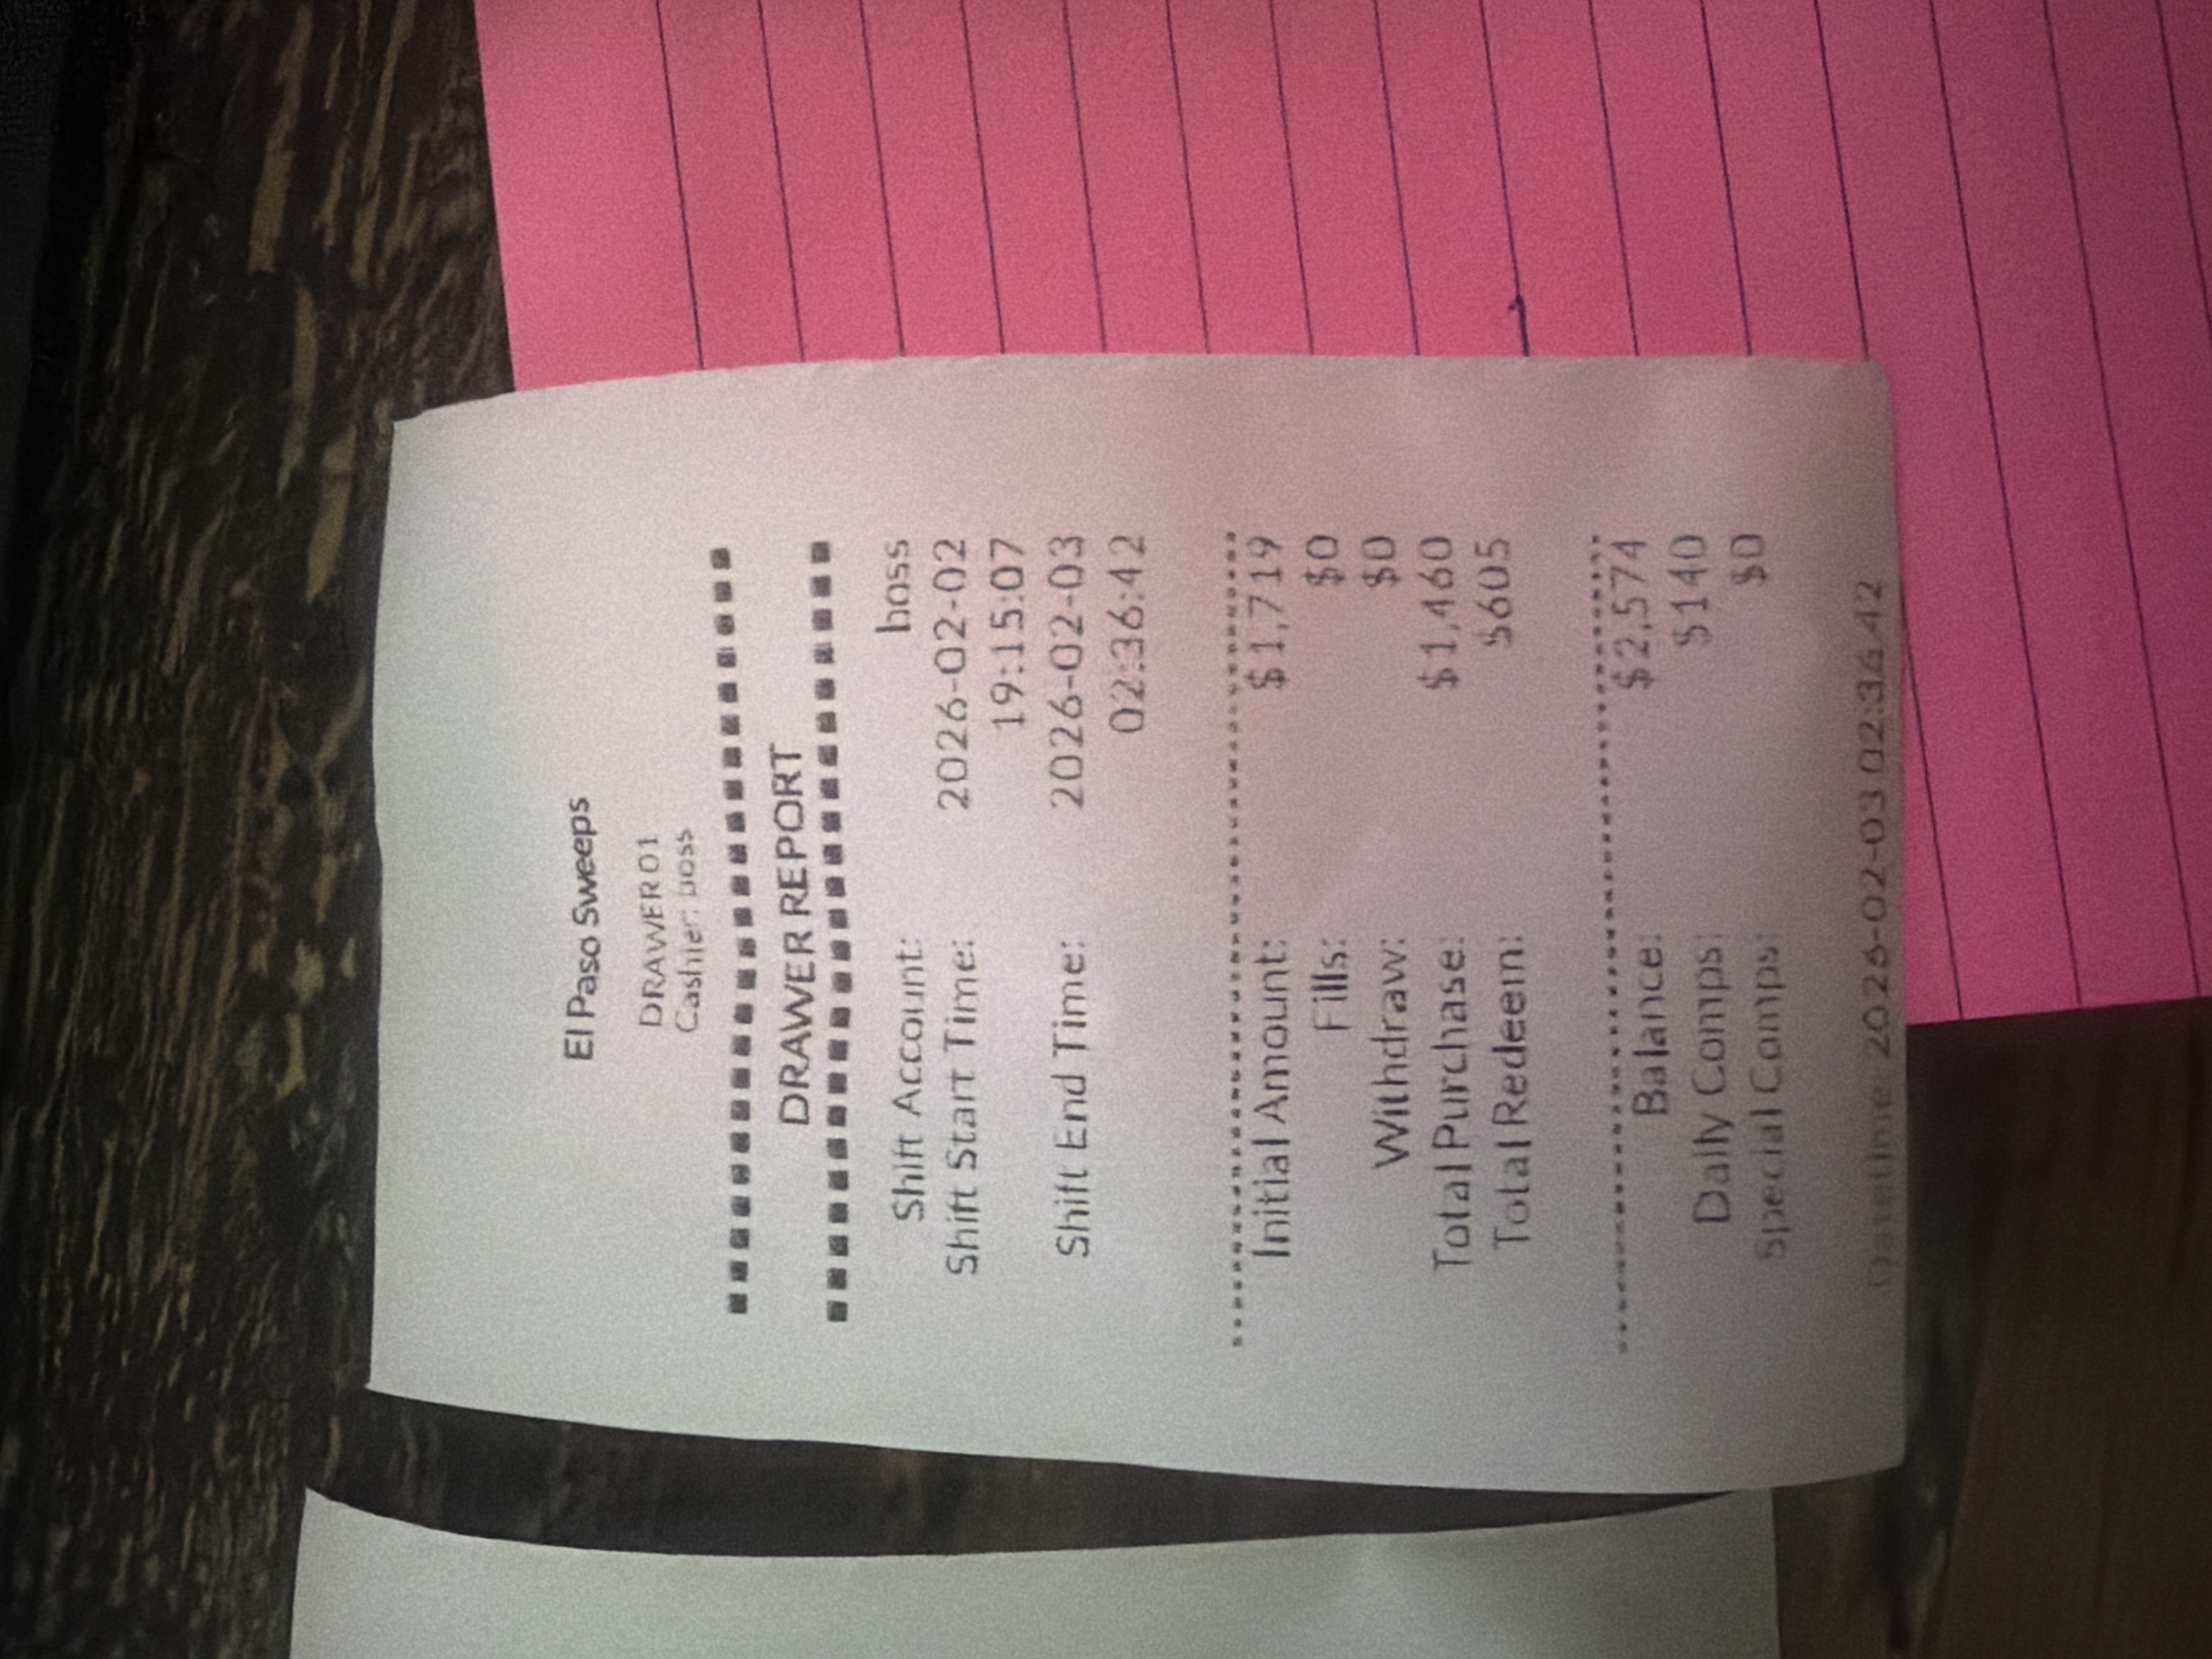 El Paso Sweeps
DRAWER 01
Cashier: boss
DRAWER REPORT
Shift Account: boss
Shift Start Time: 2026-02-02
19:15:07
Shift End Time: 2026-02-03
02:36:42
Initial Amount: $1,719
Fills: $0
Withdraw: $0
Total Purchase: $1,460
Total Redeem: $605
Balance: $2,574
Daily Comps: $140
Special Comps: $0
Datetime 2026-02-03 02:36:42